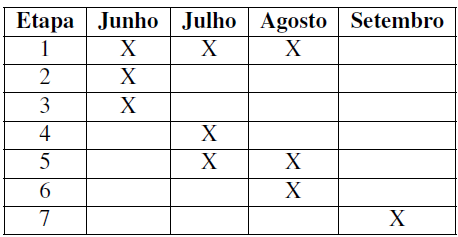 Etapa Junho Julho Agosto Setembro
1 X X X
2 X
3 X
4 X
5 X X
6 X
7 X